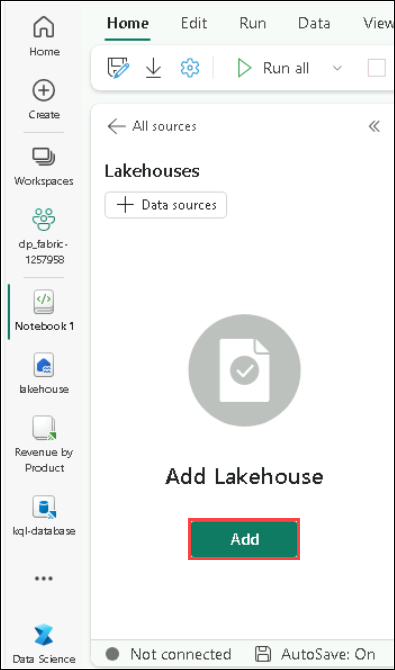 Home Edit Run Data View
Home
Run all
Create
All sources
Workspaces
Lakehouses
Data sources
dp_fabric-
1257958
Notebook 1
lakehouse
Revenue by
Product
Add Lakehouse
kql-database
Add
Data Science
Not connected AutoSave: On